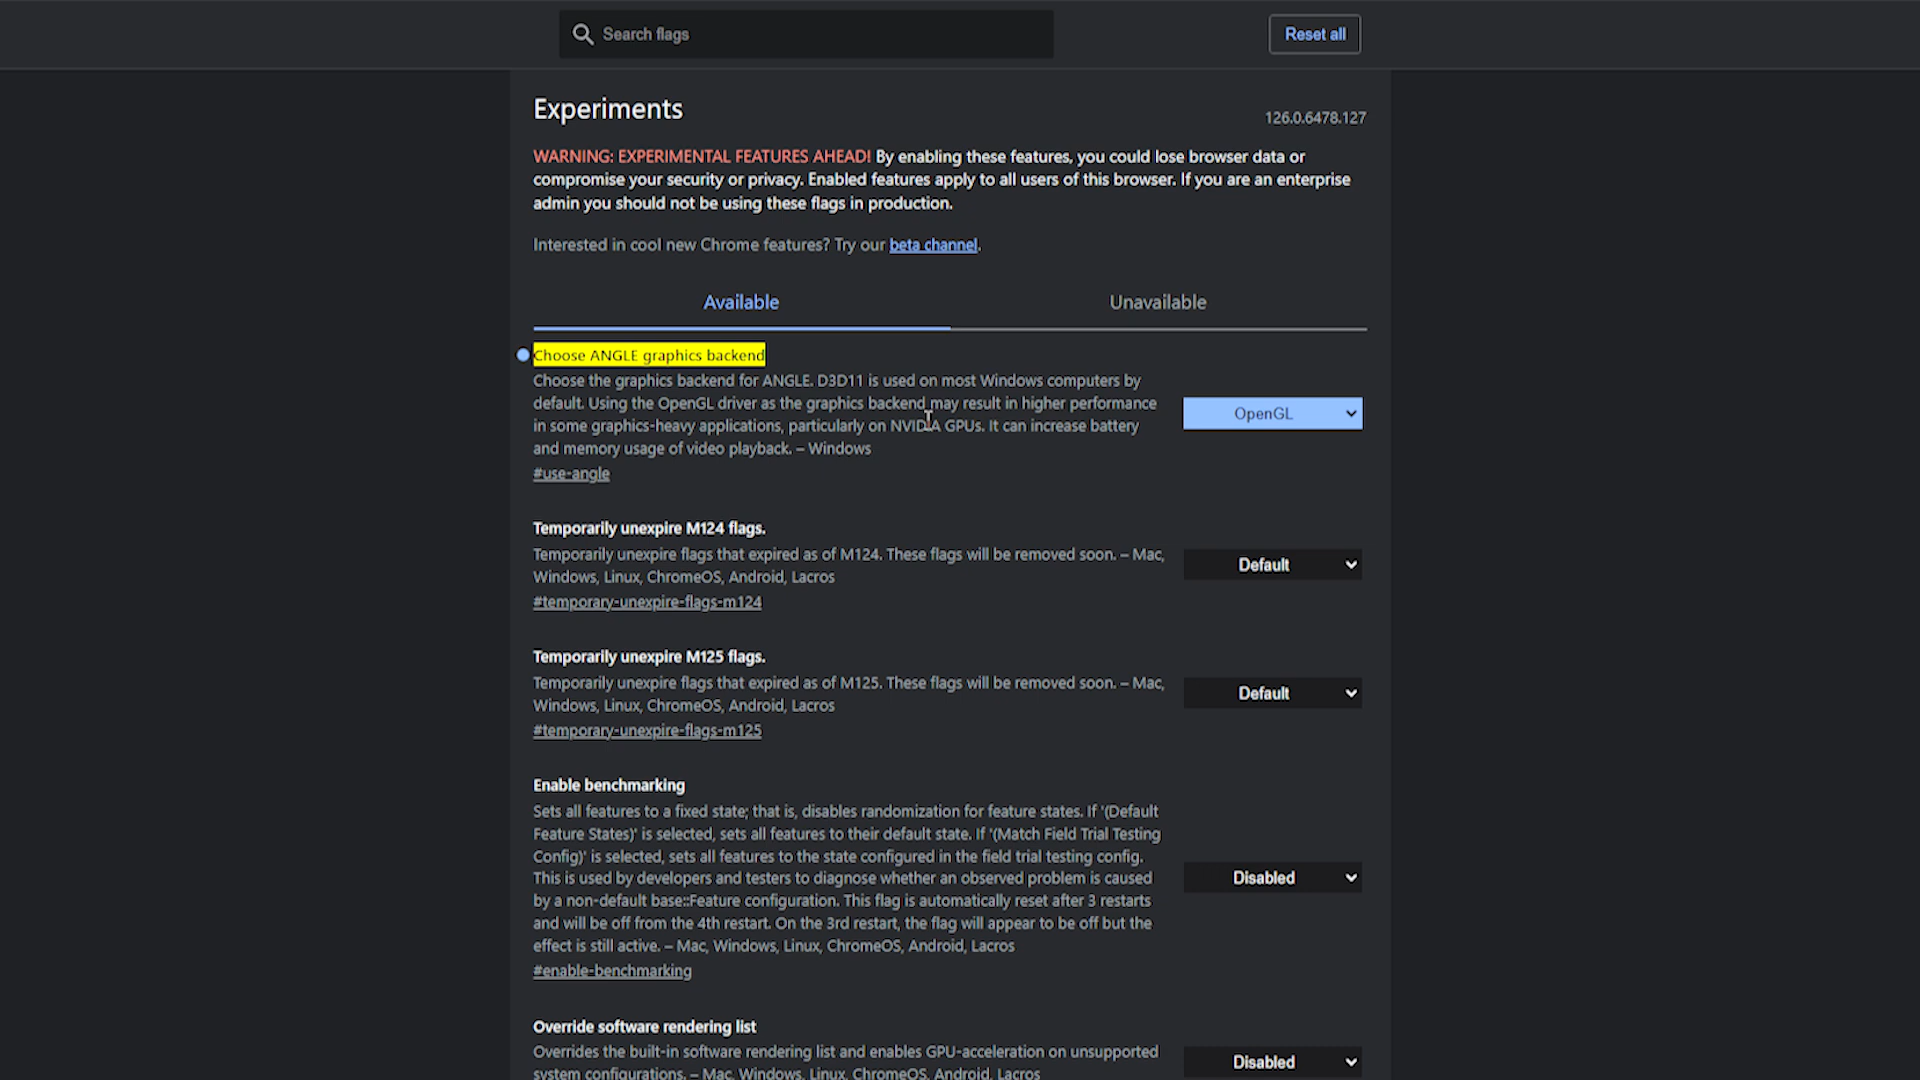 Search flags
Reset all
Experiments
126.0.6478.127
WARNING: EXPERIMENTAL FEATURES AHEAD! By enabling these features, you could lose browser data or
compromise your security or privacy. Enabled features apply to all users of this browser. If you are an enterprise
admin you should not be using these flags in production.
Interested in cool new Chrome features? Try our beta channel.
Available
Unavailable
Choose ANGLE graphics backend
Choose the graphics backend for ANGLE. D3D11 is used on most Windows computers by
default. Using the OpenGL driver as the graphics backend may result in higher performance
in some graphics-heavy applications, particularly on NVIDIA GPUs. It can increase battery
and memory usage of video playback. – Windows
#use-angle
OpenGL
Temporarily unexpire M124 flags.
Temporarily unexpire flags that expired as of M124. These flags will be removed soon. – Mac,
Windows, Linux, ChromeOS, Android, Lacros
#temporary-unexpire-flags-m124
Default
Temporarily unexpire M125 flags.
Temporarily unexpire flags that expired as of M125. These flags will be removed soon. – Mac,
Windows, Linux, ChromeOS, Android, Lacros
#temporary-unexpire-flags-m125
Default
Enable benchmarking
Sets all features to a fixed state; that is, disables randomization for feature states. If '(Default
Feature States)' is selected, sets all features to their default state. If '(Match Field Trial Testing
Config)' is selected, sets all features to the state configured in the field trial testing config.
This is used by developers and testers to diagnose whether an observed problem is caused
by a non-default base::Feature configuration. This flag is automatically reset after 3 restarts
and will be off from the 4th restart. On the 3rd restart, the flag will appear to be off but the
effect is still active. – Mac, Windows, Linux, ChromeOS, Android, Lacros
#enable-benchmarking
Disabled
Override software rendering list
Overrides the built-in software rendering list and enables GPU-acceleration on unsupported
system configurations. – Mac, Windows, Linux, ChromeOS, Android, Lacros
Disabled